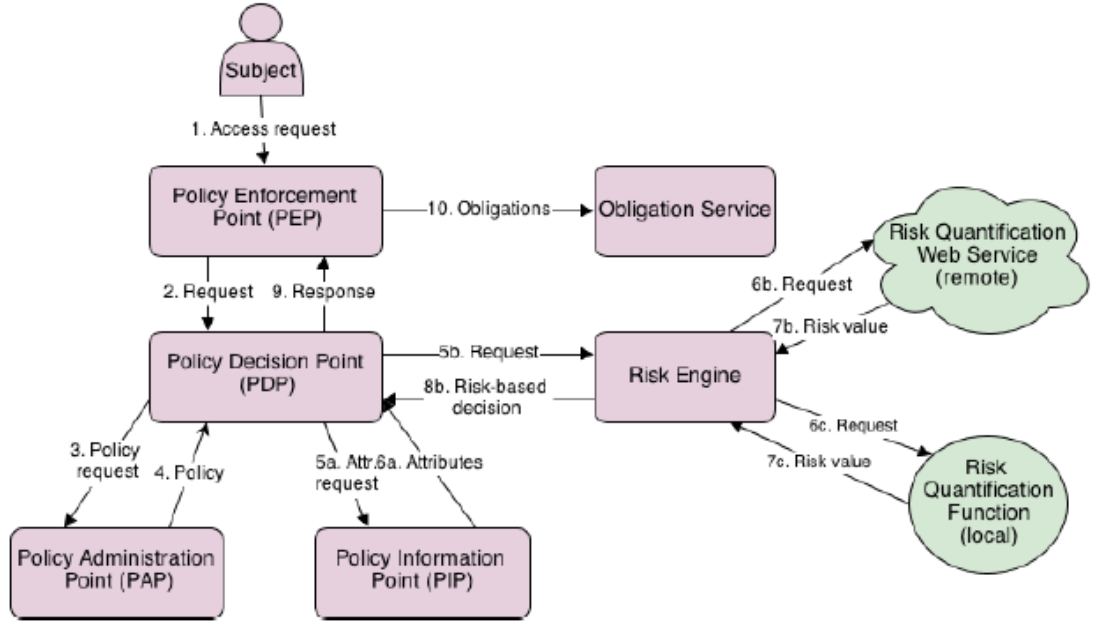 Subject
1. Access request
Policy Enforcement
Point (PEP)
10. Obligations
Obligation Service
Risk Quantification
Web Service
(remote)
6b. Request
2. Request
9. Response
7b. Risk value
Policy Decision Point
(PDP)
5b. Request
8b. Risk-based
decision
Risk Engine
6c. Request
7c. Risk value
3. Policy
request
4. Policy
5a. Attr.
request
6a. Attributes
Risk
Quantification
Function
(local)
Policy Administration
Point (PAP)
Policy Information
Point (PIP)